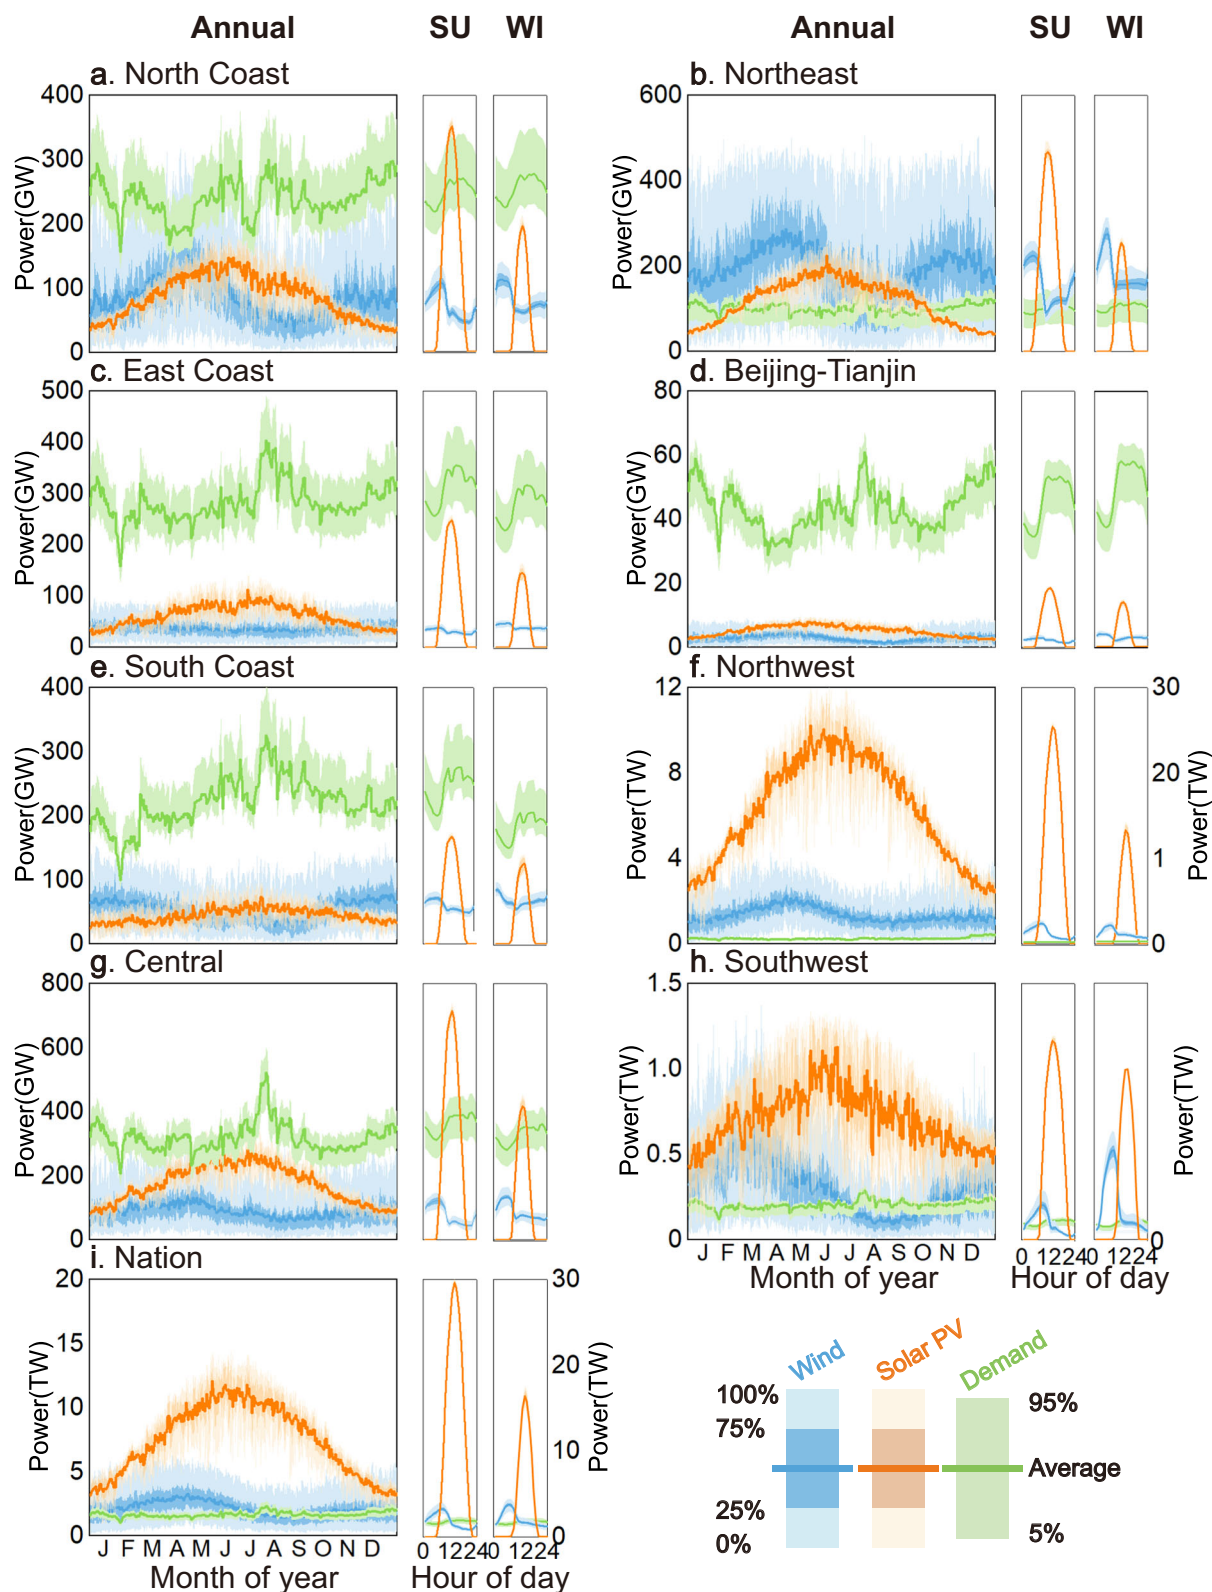 Annual SU WI Annual SU WI
a. North Coast
400
300
200
100
0
Power(GW)
b. Northeast
600
400
200
0
Power(GW)
c. East Coast
500
400
300
200
100
0
Power(GW)
d. Beijing-Tianjin
80
60
40
20
0
Power(GW)
e. South Coast
400
300
200
100
0
Power(GW)
f. Northwest
12
8
4
0
Power(TW)
30
20
1
0
Power(TW)
g. Central
800
600
400
200
0
Power(GW)
h. Southwest
1.5
1.0
0.5
0
Power(TW)
0
Power(TW)
J F M A M J J A S O N D
0 1224 0 1224
Month of year Hour of day
i. Nation
20
15
10
5
0
Power(TW)
30
20
10
0
Power(TW)
J F M A M J J A S O N D
0 1224 0 1224
Month of year Hour of day
Wind Solar PV Demand
100%
75%
25%
0%
95%
Average
5%